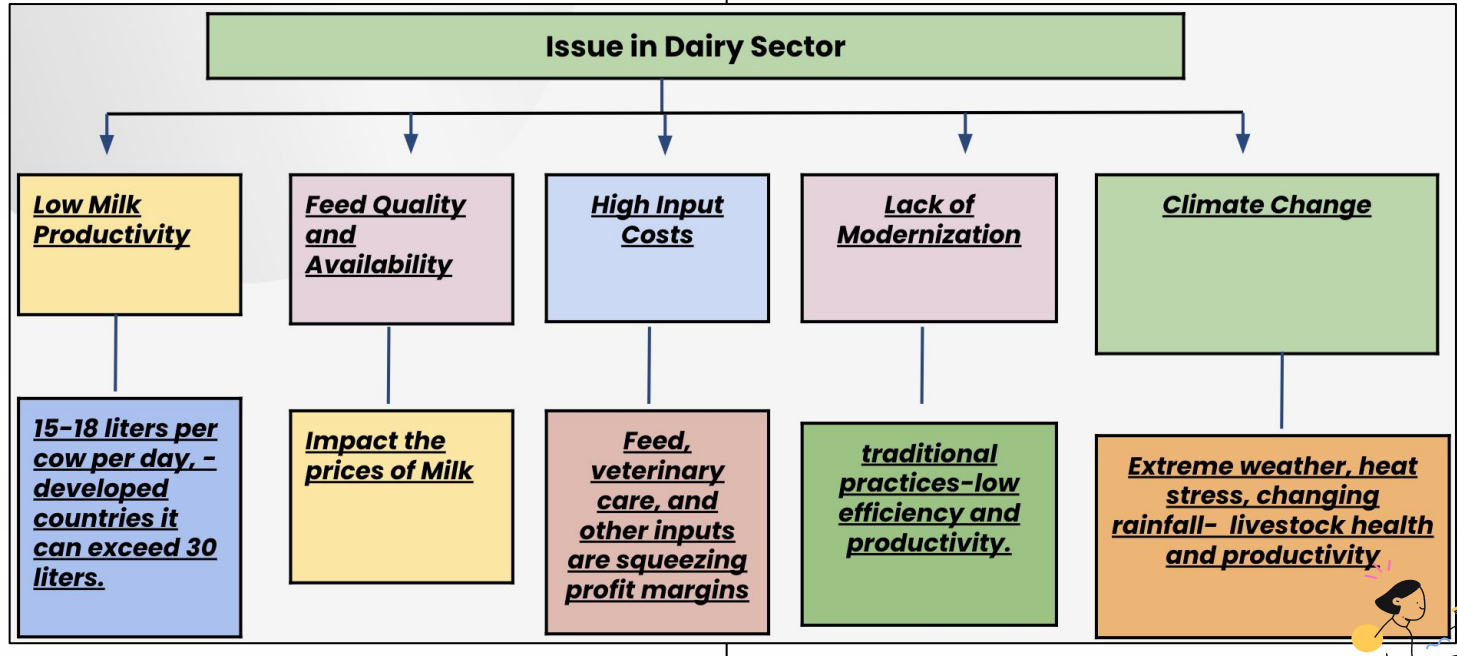 Issue in Dairy Sector
Low Milk
Productivity
Feed Quality
and
Availability
High Input
Costs
Lack of
Modernization
Climate Change
15-18 liters per
cow per day, -
developed
countries it
can exceed 30
liters.
Impact the
prices of Milk
Feed,
veterinary
care, and
other inputs
are squeezing
profit margins
traditional
practices-low
efficiency and
productivity.
Extreme weather, heat
stress, changing
rainfall-  livestock health
and productivity